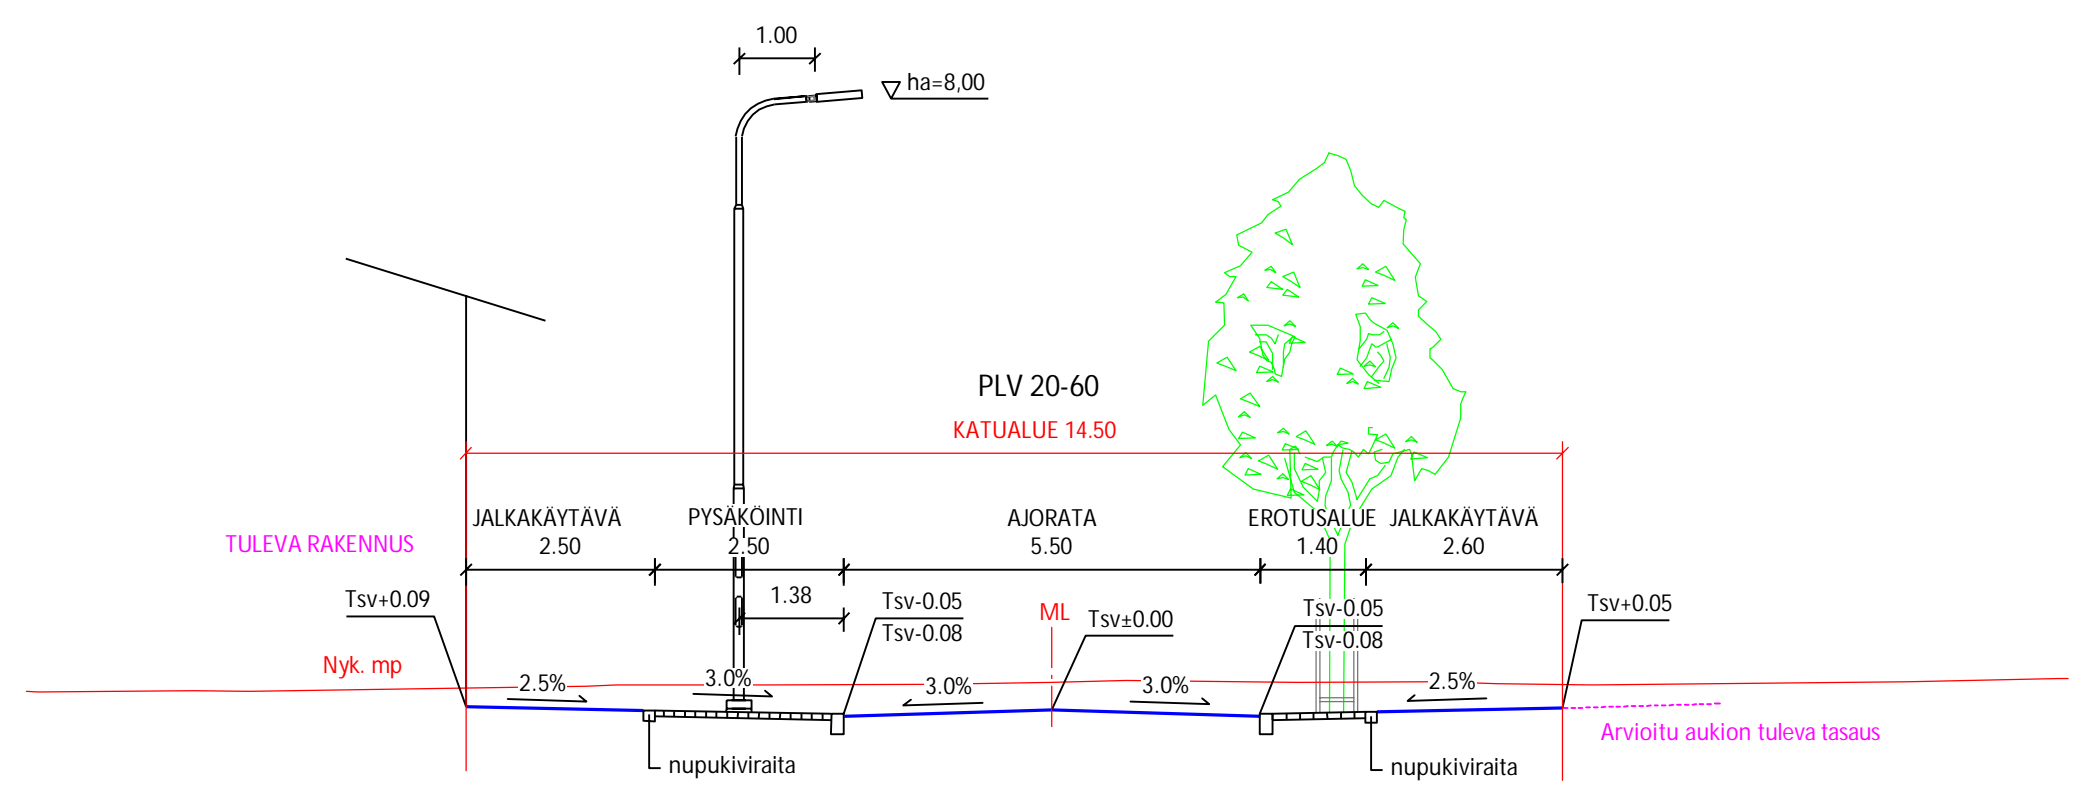 1.00
ha=8,00
PLV 20-60
KATUALUE 14.50
JALKAKÄYTÄVÄ
2.50
PYSÄKÖINTI
2.50
AJORATA
5.50
EROTUSALUE
1.40
JALKAKÄYTÄVÄ
2.60
TULEVA RAKENNUS
Tsv+0.09
1.38
Tsv-0.05
Tsv-0.08
ML
Tsv±0.00
Tsv-0.05
Tsv-0.08
Tsv+0.05
Nyk. mp
2.5%
3.0%
3.0%
3.0%
2.5%
Arvioitu aukion tuleva tasaus
nupukiviraita
nupukiviraita